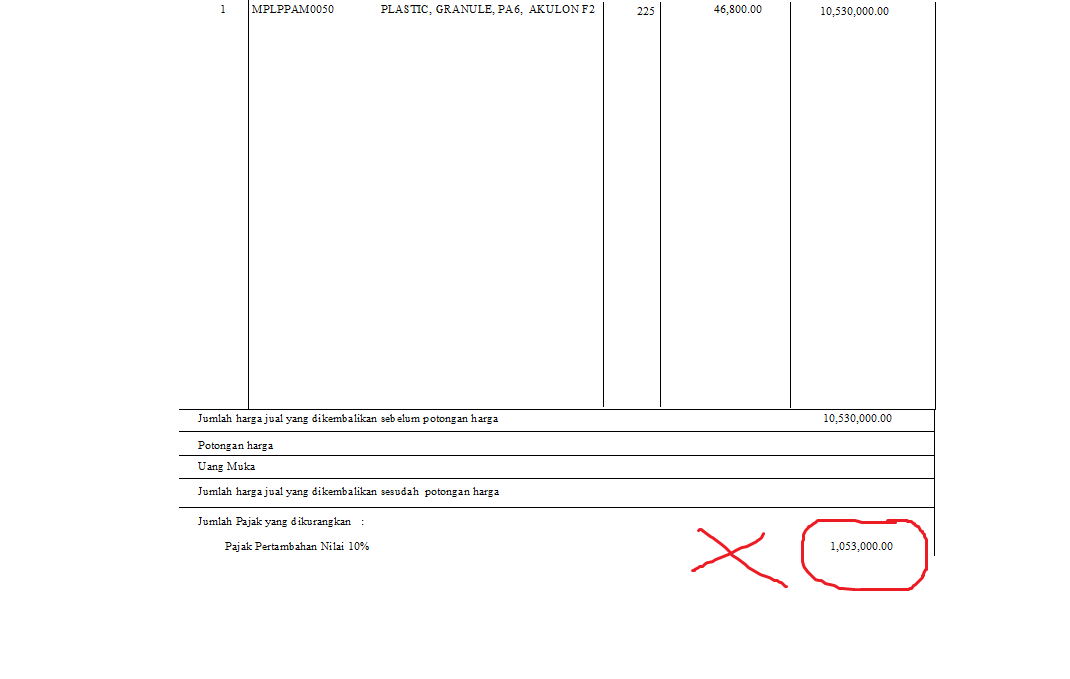 1 MPLPPAM0050 PLASTIC, GRANULE, PA6, AKULON F2 225 46,800.00 10,530,000.00
Jumlah harga jual yang dikembalikan sebelum potongan harga 10,530,000.00
Potongan harga
Uang Muka
Jumlah harga jual yang dikembalikan sesudah potongan harga
Jumlah Pajak yang dikurangkan :
Pajak Pertambahan Nilai 10% 1,053,000.00